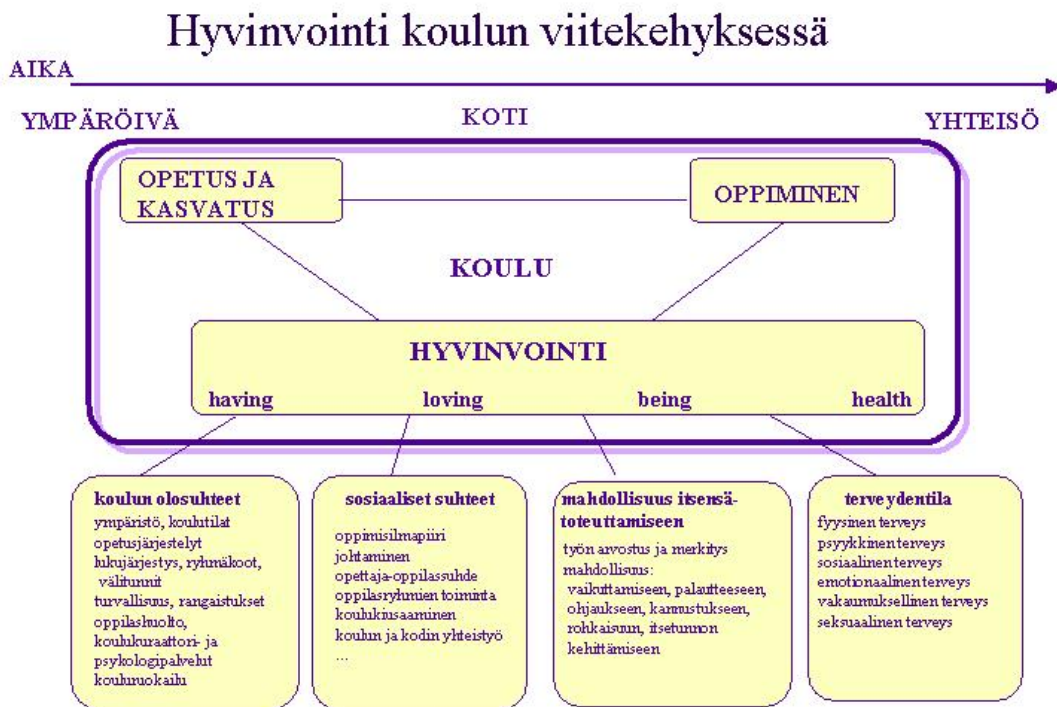 Hyvinvointi koulun viitekehyksessä
AIKA
YMPÄRÖIVÄ
KOTI
YHTEISÖ
OPETUS JA
KASVATUS
OPPIMINEN
KOULU
HYVINVOINTI
having loving being health
koulun olosuhteet
ympäristö, koulutilat
opetusjärjestelyt
lukujärjestys, ryhmäkoot,
välitunnit
turvallisuus, rangaistukset
oppilashuolto,
koulukuraattori- ja
psykologipalvelut
kouluruokailu
sosiaaliset suhteet
oppimisilmapiiri
johtaminen
opettaja-oppilassuhde
oppilasryhmien toiminta
koulukiusaaminen
koulun ja kodin yhteistyö
...
mahdollisuus itsensä-
toteuttamiseen
työn arvostus ja merkitys
mahdollisuus:
vaikuttamiseen, palautteeseen,
ohjaukseen, kannustukseen,
rohkaisuun, itsetunnon
kehittämiseen
terveydentila
fyysinen terveys
psyykkinen terveys
sosiaalinen terveys
emotionaalinen terveys
vakaumuksellinen terveys
seksuaalinen terveys